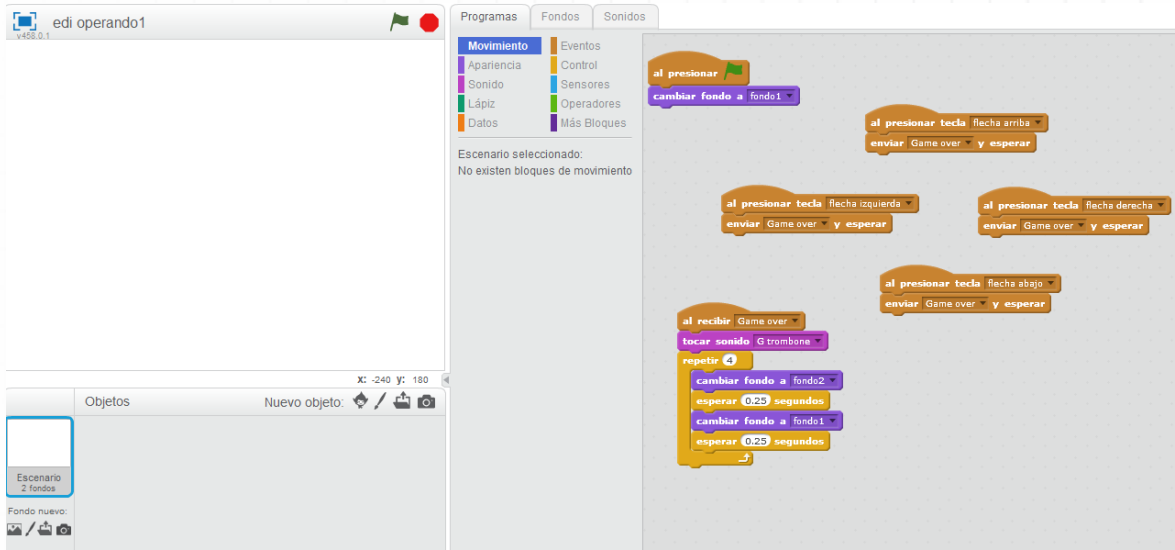 edi operando1
v458.0.1
Programas
Fondos
Sonidos
Movimiento
Eventos
Apariencia
Control
Sonido
Sensores
Lápiz
Operadores
Datos
Más Bloques
Escenario seleccionado:
No existen bloques de movimiento
al presionar
cambiar fondo a fondo1
al presionar tecla flecha arriba
enviar Game over y esperar
al presionar tecla flecha izquierda
enviar Game over y esperar
al presionar tecla flecha derecha
enviar Game over y esperar
al presionar tecla flecha abajo
enviar Game over y esperar
al recibir Game over
tocar sonido G trombone
repetir 4
cambiar fondo a fondo2
esperar 0.25 segundos
cambiar fondo a fondo1
esperar 0.25 segundos
X: -240 y: 180
Objetos
Nuevo objeto:
Escenario
2 fondos
Fondo nuevo: